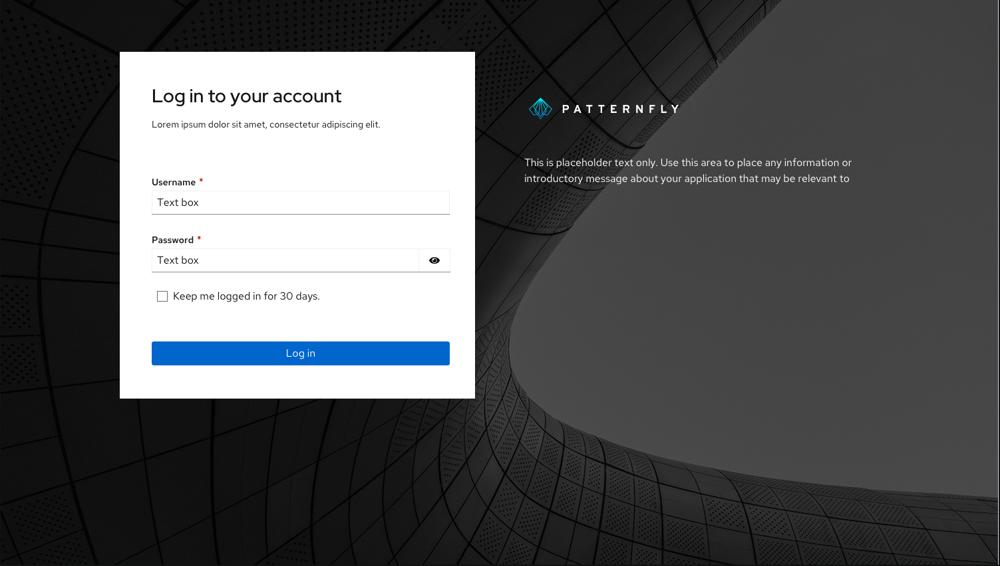 Log in to your account
Lorem ipsum dolor sit amet, consectetur adipiscing elit.
Username *
Text box
Password *
Text box
Keep me logged in for 30 days.
Log in
PATTERNFLY
This is placeholder text only. Use this area to place any information or
introductory message about your application that may be relevant to